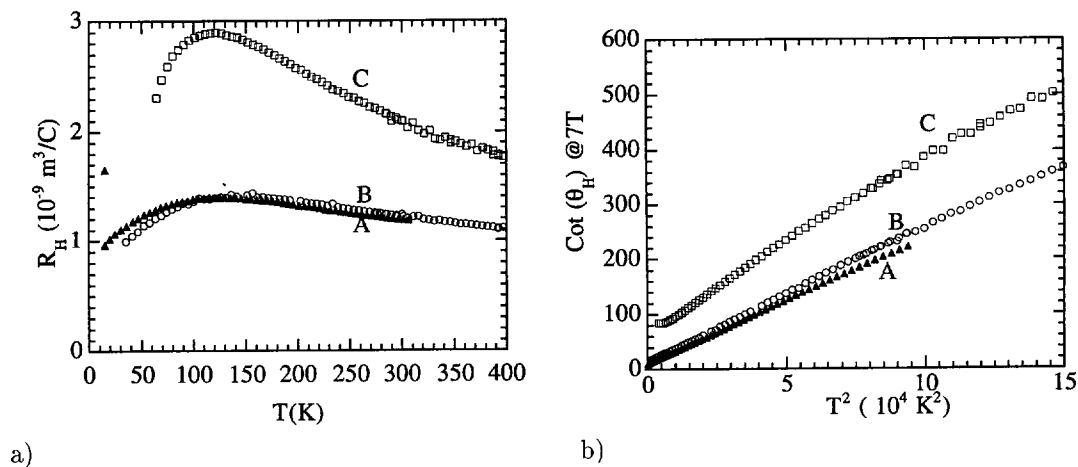 3
2
1
0
R_H (10^-9 m^3/C)
C
B
A
0 50 100 150 200 250 300 350 400
T(K)
a)
600
500
400
300
200
100
0
Cot (θ_H) @7T
C
B
A
0 5 10 15
T^2 ( 10^4 K^2)
b)